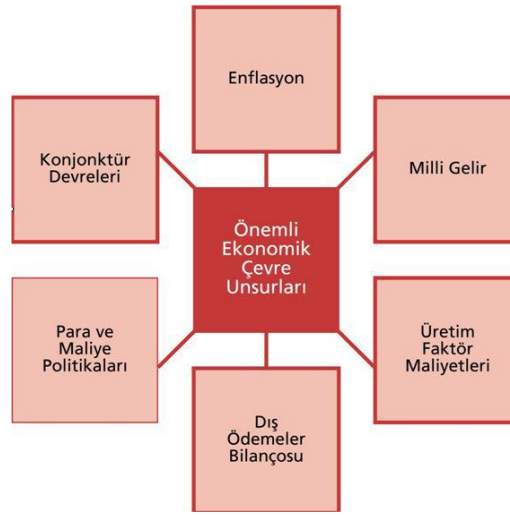 Enflasyon
Konjonktür
Devreleri
Milli Gelir
Önemli
Ekonomik
Çevre
Unsurları
Para ve
Maliye
Politikaları
Üretim
Faktör
Maliyetleri
Dış
Ödemeler
Bilançosu